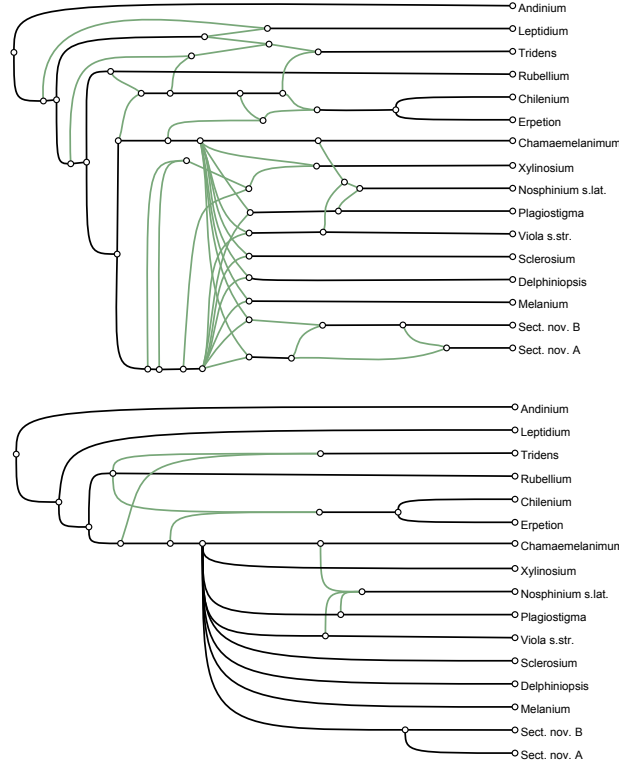 Andinium
Leptidium
Tridens
Rubellium
Chilenium
Erpetion
Chamaemelanimum
Xylinosium
Nosphinium s.lat.
Plagiostigma
Viola s.str.
Sclerosium
Delphiniopsis
Melanium
Sect. nov. B
Sect. nov. A
Andinium
Leptidium
Tridens
Rubellium
Chilenium
Erpetion
Chamaemelanimum
Xylinosium
Nosphinium s.lat.
Plagiostigma
Viola s.str.
Sclerosium
Delphiniopsis
Melanium
Sect. nov. B
Sect. nov. A